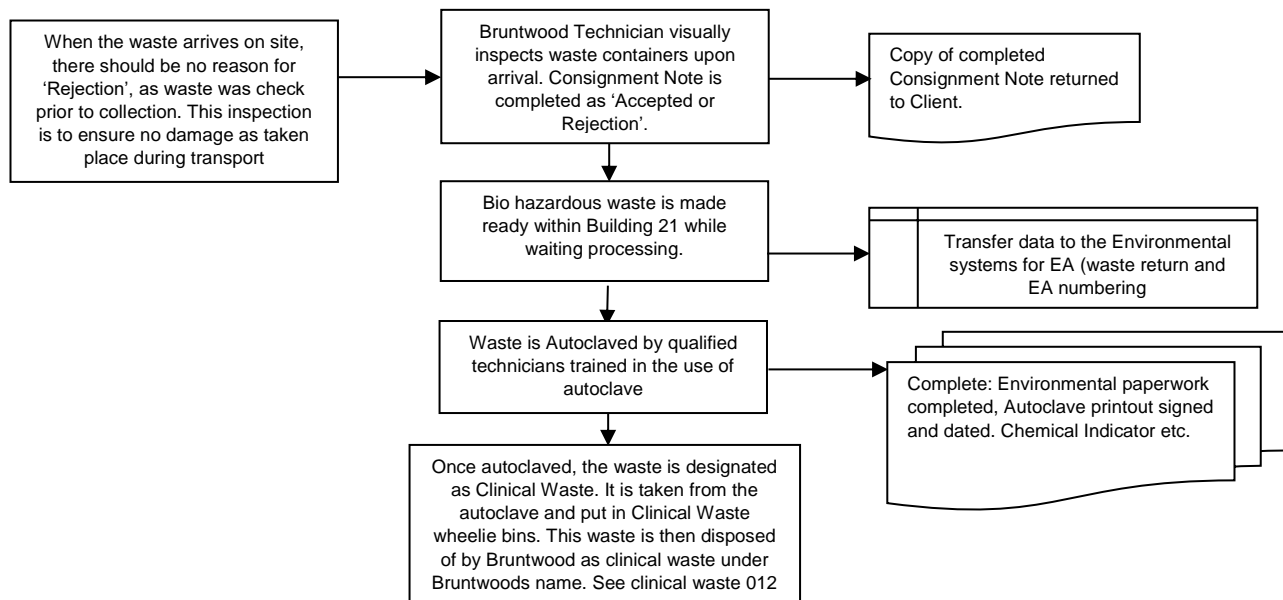 When the waste arrives on site,
there should be no reason for
‘Rejection’, as waste was check
prior to collection. This inspection
is to ensure no damage as taken
place during transport
Bruntwood Technician visually
inspects waste containers upon
arrival. Consignment Note is
completed as ‘Accepted or
Rejection’.
Copy of completed
Consignment Note returned
to Client.
Bio hazardous waste is made
ready within Building 21 while
waiting processing.
Transfer data to the Environmental
systems for EA (waste return and
EA numbering
Waste is Autoclaved by qualified
technicians trained in the use of
autoclave
Complete: Environmental paperwork
completed, Autoclave printout signed
and dated. Chemical Indicator etc.
Once autoclaved, the waste is designated
as Clinical Waste. It is taken from the
autoclave and put in Clinical Waste
wheelie bins. This waste is then disposed
of by Bruntwood as clinical waste under
Bruntwoods name. See clinical waste 012